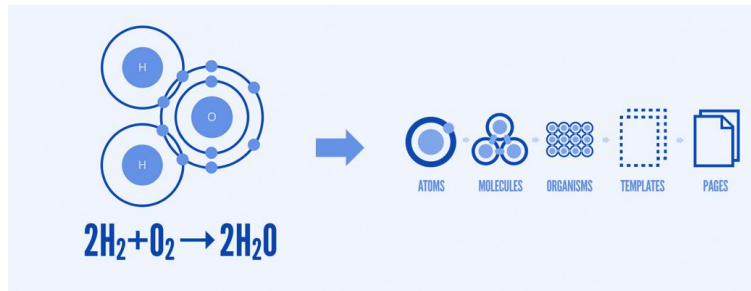 H
O
H
2H₂+O₂→2H₂O
ATOMS
MOLECULES
ORGANISMS
TEMPLATES
PAGES